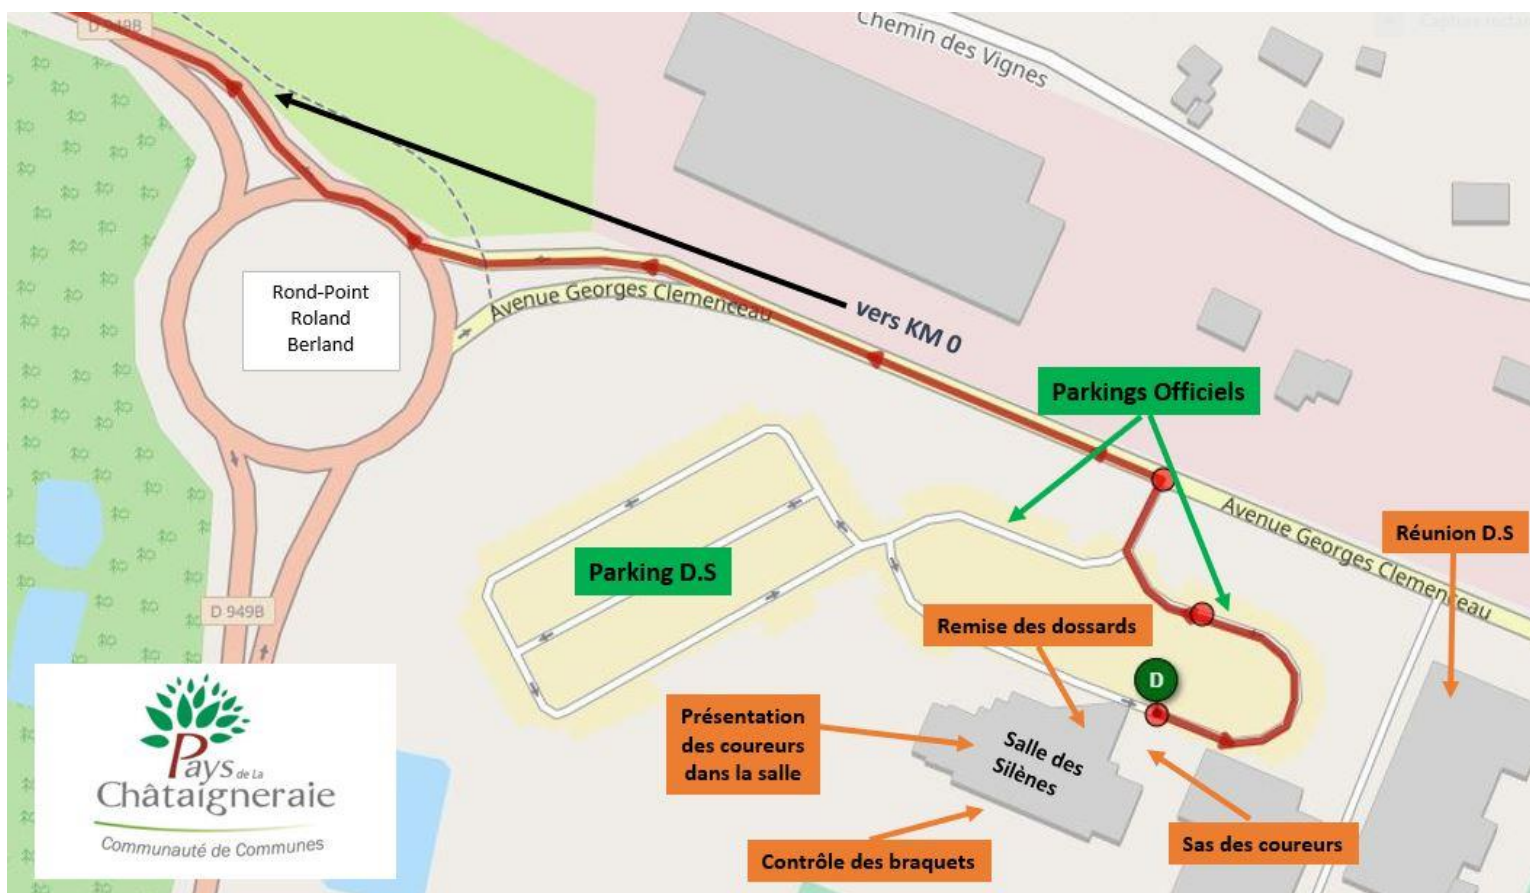 D 949B
Chemin des Vignes
Rond-Point
Roland
Berland
Avenue Georges Clemenceau
vers KM 0
Parkings Officiels
Avenue Georges Clemenceau
Réunion D.S
Parking D.S
D 949B
Remise des dossards
D
Présentation
des coureurs
dans la salle
Salle des
Silènes
Pays de La
Châtaigneraie
Communauté de Communes
Contrôle des braquets
Sas des coureurs